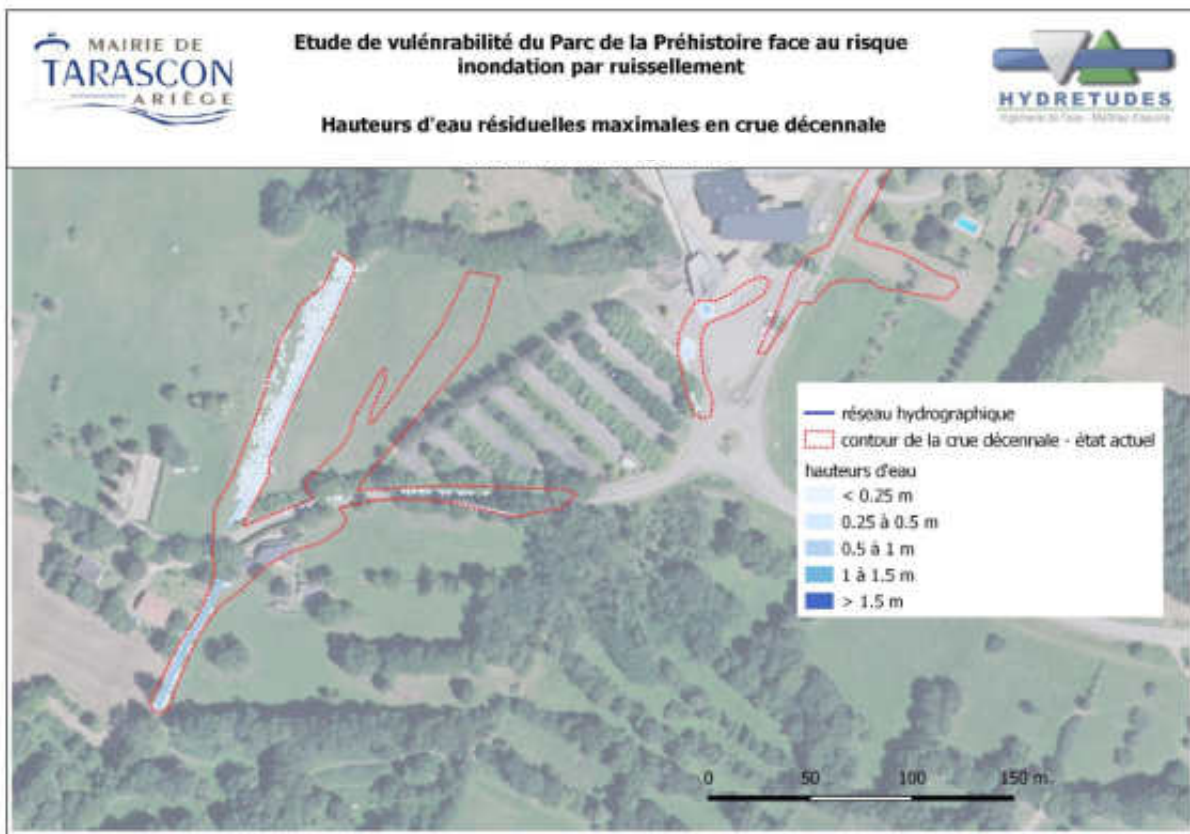 MAIRIE DE
TARASCON
ARIÈGE
Etude de vulénrabilité du Parc de la Préhistoire face au risque
inondation par ruissellement
Hauteurs d'eau résiduelles maximales en crue décennale
HYDRETUDES
réseau hydrographique
contour de la crue décennale - état actuel
hauteurs d'eau
< 0.25 m
0.25 à 0.5 m
0.5 à 1 m
1 à 1.5 m
> 1.5 m
0 50 100 150 m